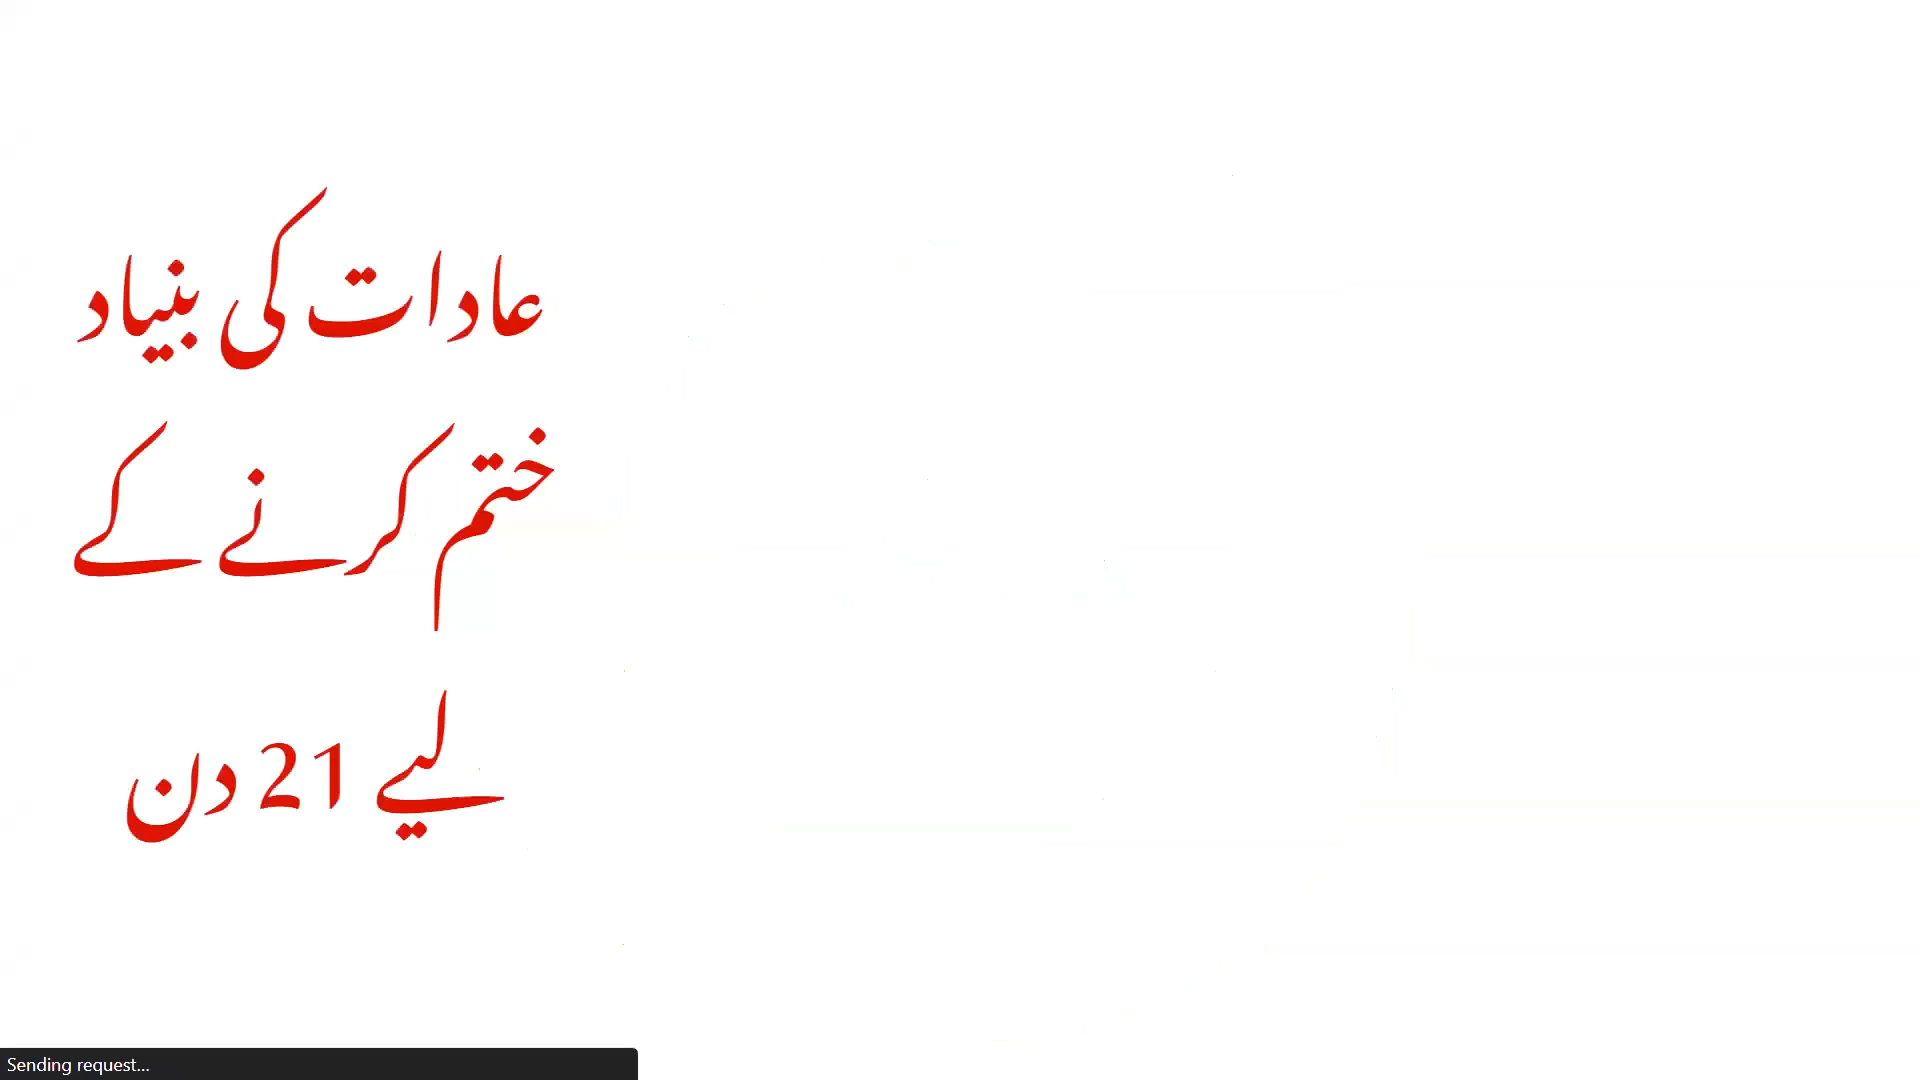 عادات کی بنیاد
ختم کرنے کے
لیے 21 دن
Sending request...